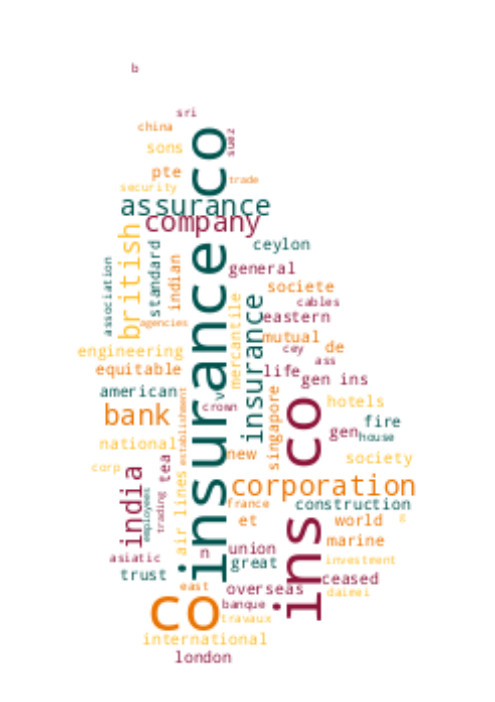 b
sri
china
suez
sons
pte
trade
security
assurance
company
british
ceylon
standard
indian
general
association
societe
cables
insurance co
mercantile
insurance
eastern
agencies
mutual
cey
de
engineering
ass
equitable
life
gen ins
american
v
hotels
crown
ins co
bank
establishment
singapore
fire
gen
house
national
new
society
corp
tea
india
employees
trading
air lines
corporation
france
construction
et
world
g
marine
n
union
asiatic
great
investment
trust
ceased
east
overseas
daimei
co
banque
travaux
international
london